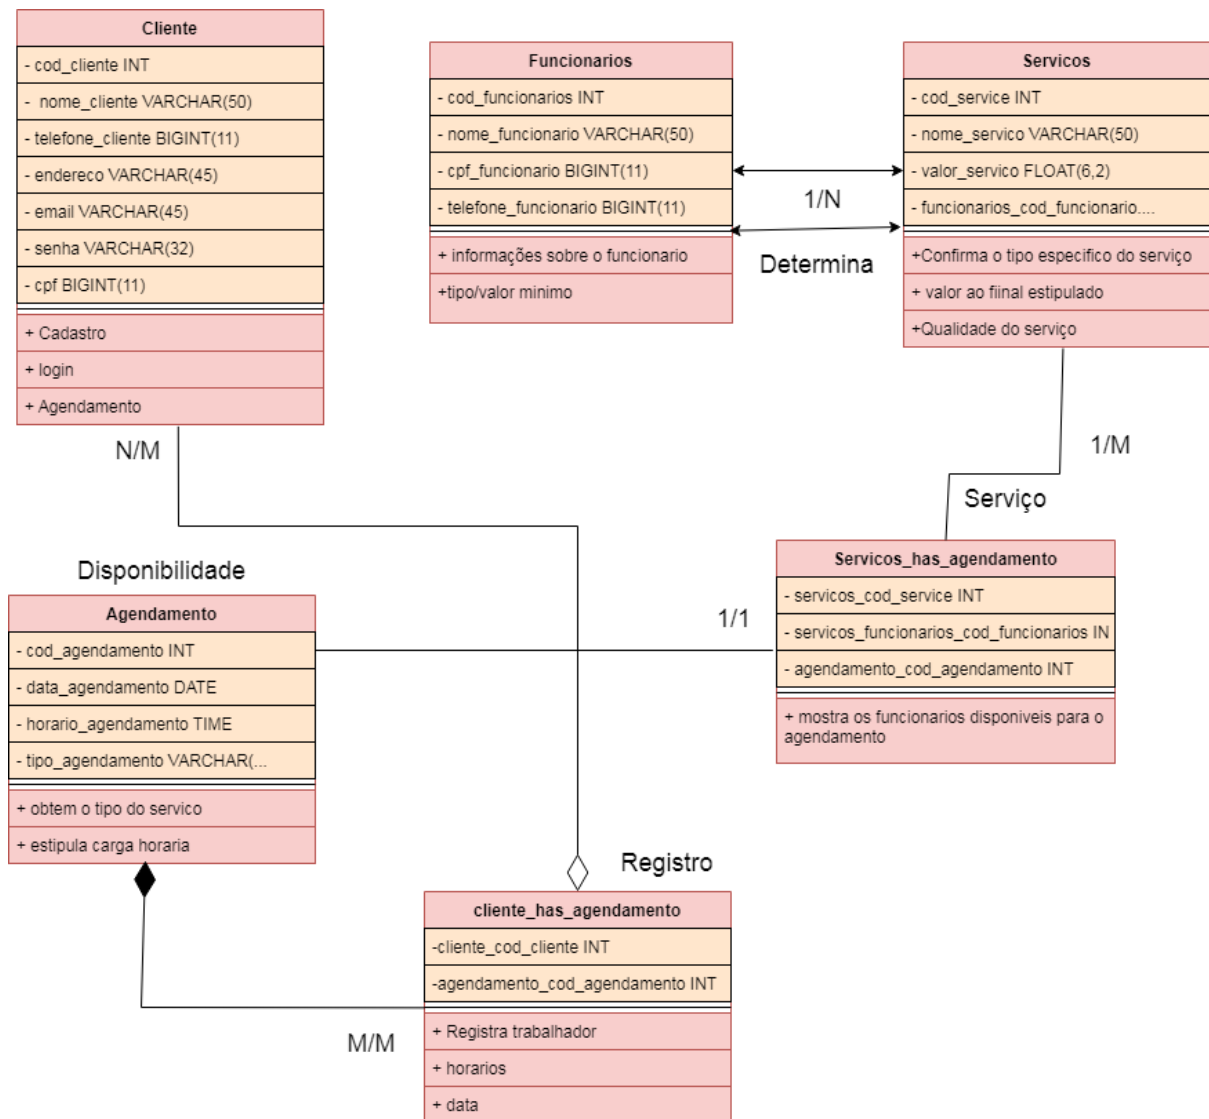 Cliente
- cod_cliente INT
- nome_cliente VARCHAR(50)
- telefone_cliente BIGINT(11)
- endereco VARCHAR(45)
- email VARCHAR(45)
- senha VARCHAR(32)
- cpf BIGINT(11)
+ Cadastro
+ login
+ Agendamento
Funcionarios
- cod_funcionarios INT
- nome_funcionario VARCHAR(50)
- cpf_funcionario BIGINT(11)
- telefone_funcionario BIGINT(11)
+ informações sobre o funcionario
+tipo/valor minimo
1/N
Determina
Servicos
- cod_service INT
- nome_servico VARCHAR(50)
- valor_servico FLOAT(6,2)
- funcionarios_cod_funcionario....
+Confirma o tipo especifico do serviço
+ valor ao fiinal estipulado
+Qualidade do serviço
N/M
1/M
Serviço
Disponibilidade
Agendamento
- cod_agendamento INT
- data_agendamento DATE
- horario_agendamento TIME
- tipo_agendamento VARCHAR(...
+ obtem o tipo do servico
+ estipula carga horaria
1/1
Servicos_has_agendamento
- servicos_cod_service INT
- servicos_funcionarios_cod_funcionarios IN
- agendamento_cod_agendamento INT
+ mostra os funcionarios disponiveis para o
agendamento
Registro
M/M
cliente_has_agendamento
-cliente_cod_cliente INT
-agendamento_cod_agendamento INT
+ Registra trabalhador
+ horarios
+ data